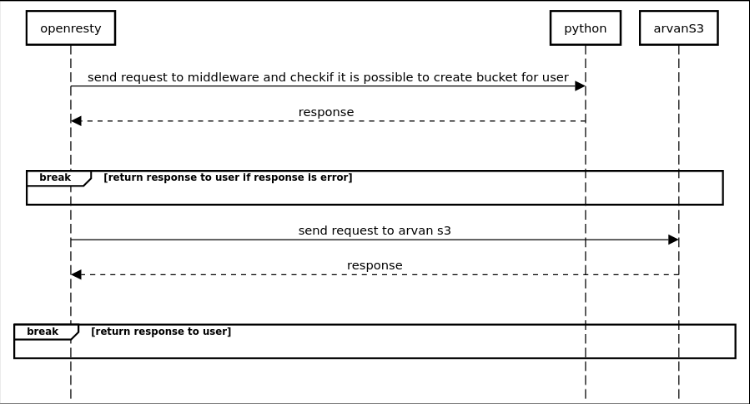 openresty
python
arvanS3
send request to middleware and checkif it is possible to create bucket for user
response
break [return response to user if response is error]
send request to arvan s3
response
break [return response to user]